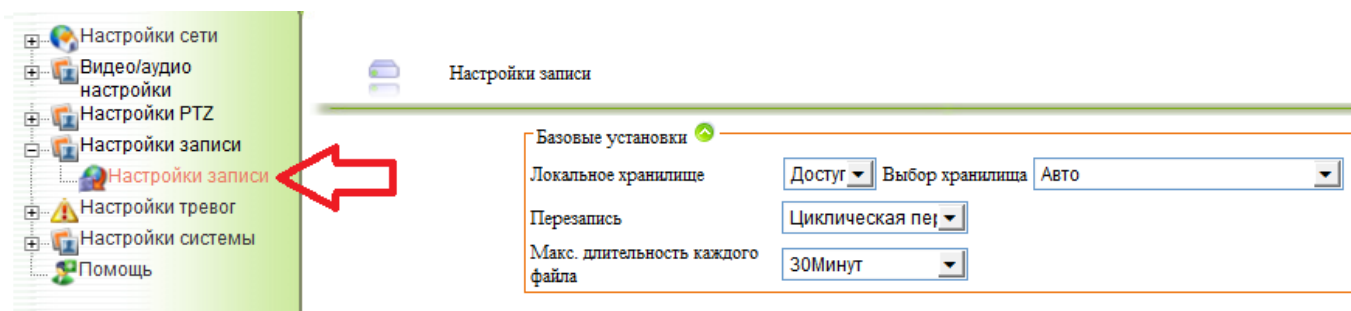 Настройки сети
Видео/аудио
настройки
Настройки PTZ
Настройки записи
Настройки записи
Настройки тревог
Настройки системы
Помощь
Настройки записи
Базовые установки
Локальное хранилище Достуг Выбор хранилища Авто
Перезапись Циклическая пер
Макс. длительность каждого
файла
30Минут